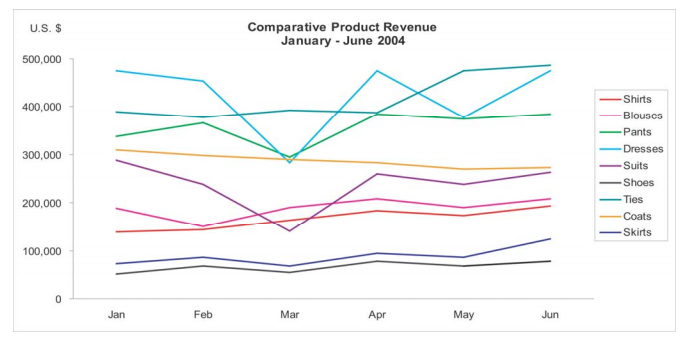 U.S. $
Comparative Product Revenue
January - June 2004
500,000
400,000
300,000
200,000
100,000
0
Jan Feb Mar Apr May Jun
Shirts
Blouses
Pants
Dresses
Suits
Shoes
Ties
Coats
Skirts